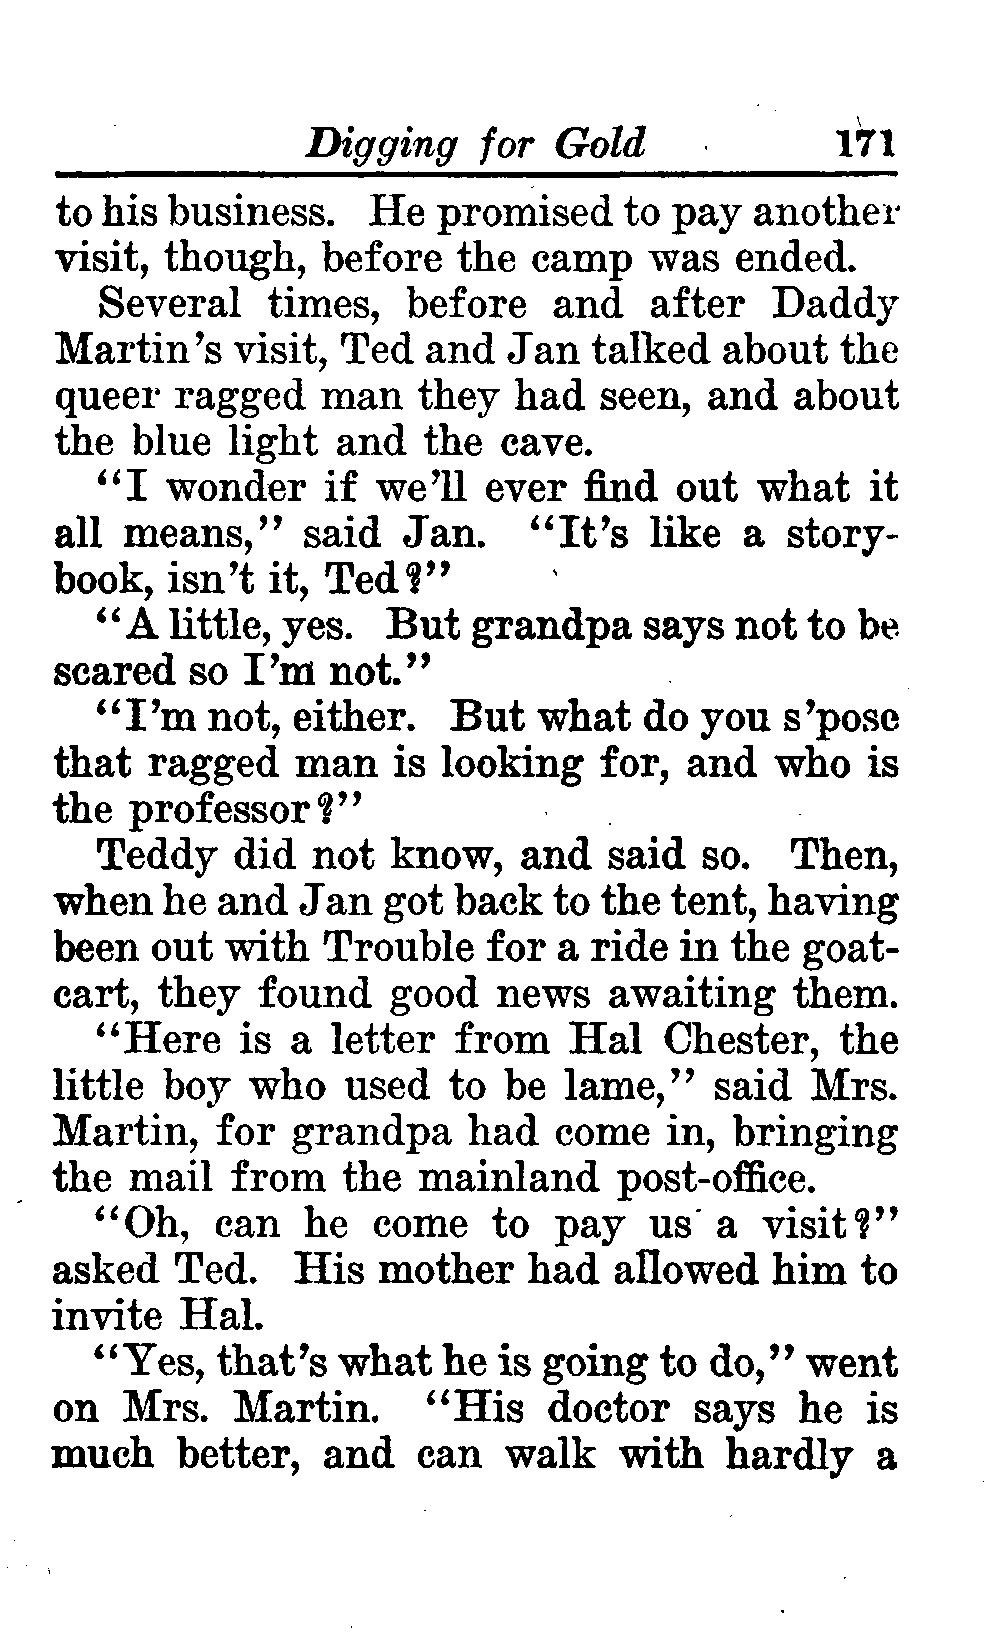 Digging for Gold 171
to his business. He promised to pay another
visit, though, before the camp was ended.
Several times, before and after Daddy
Martin's visit, Ted and Jan talked about the
queer ragged man they had seen, and about
the blue light and the cave.
"I wonder if we'll ever find out what it
all means," said Jan. "It's like a story-
book, isn't it, Ted?"
"A little, yes. But grandpa says not to be
scared so I'm not."
"I'm not, either. But what do you s'pose
that ragged man is looking for, and who is
the professor?"
Teddy did not know, and said so. Then,
when he and Jan got back to the tent, having
been out with Trouble for a ride in the goat-
cart, they found good news awaiting them.
"Here is a letter from Hal Chester, the
little boy who used to be lame," said Mrs.
Martin, for grandpa had come in, bringing
the mail from the mainland post-office.
"Oh, can he come to pay us a visit?"
asked Ted. His mother had allowed him to
invite Hal.
"Yes, that's what he is going to do," went
on Mrs. Martin. "His doctor says he is
much better, and can walk with hardly a